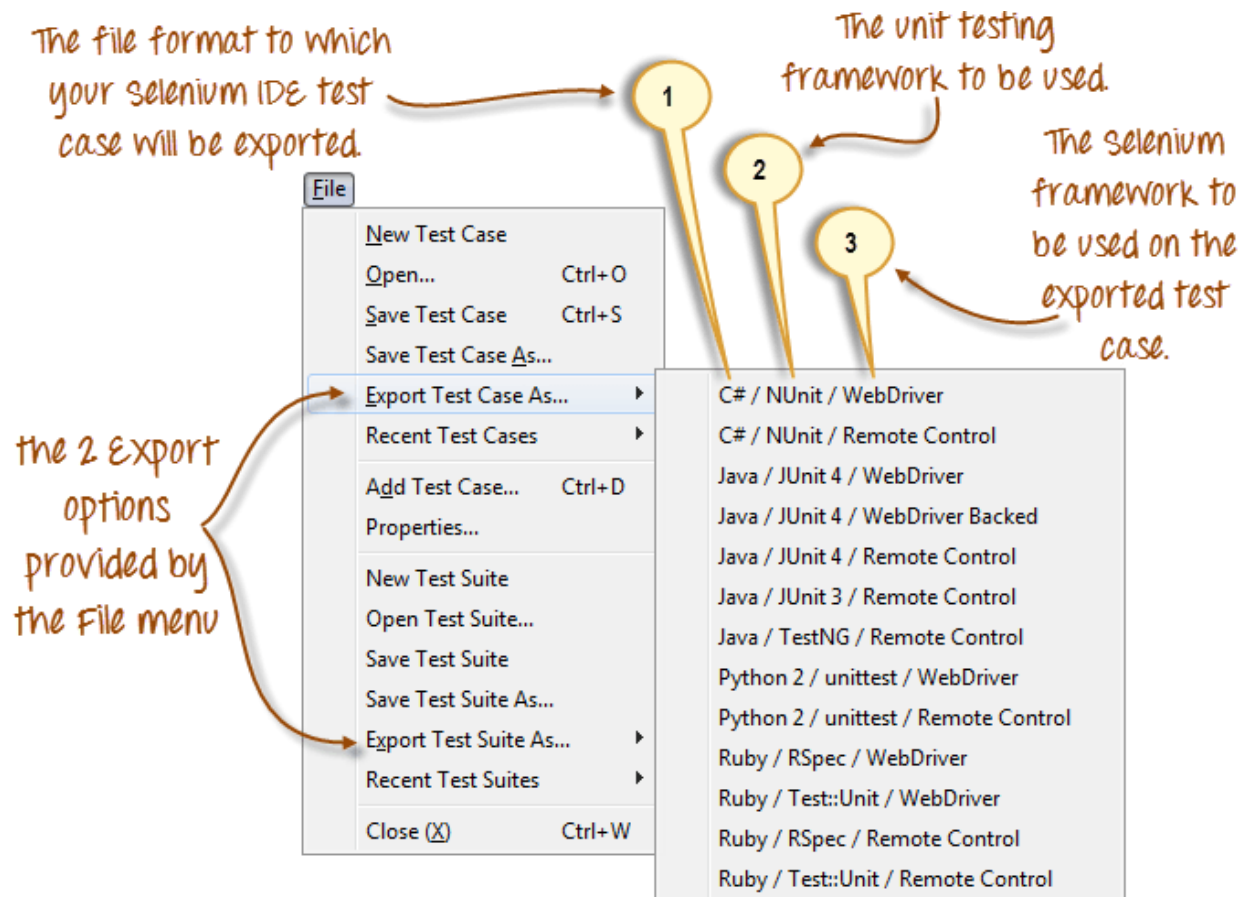 The file format to which
your Selenium IDE test
case will be exported.
The unit testing
framework to be used.
The Selenium
framework to
be used on the
exported test
case.
1
2
3
the 2 Export
options
provided by
the File menu
File
New Test Case
Open... Ctrl+O
Save Test Case Ctrl+S
Save Test Case As...
Export Test Case As...
Recent Test Cases
Add Test Case... Ctrl+D
Properties...
New Test Suite
Open Test Suite...
Save Test Suite
Save Test Suite As...
Export Test Suite As...
Recent Test Suites
Close (X) Ctrl+W
C# / NUnit / WebDriver
C# / NUnit / Remote Control
Java / JUnit 4 / WebDriver
Java / JUnit 4 / WebDriver Backed
Java / JUnit 4 / Remote Control
Java / JUnit 3 / Remote Control
Java / TestNG / Remote Control
Python 2 / unittest / WebDriver
Python 2 / unittest / Remote Control
Ruby / RSpec / WebDriver
Ruby / Test::Unit / WebDriver
Ruby / RSpec / Remote Control
Ruby / Test::Unit / Remote Control